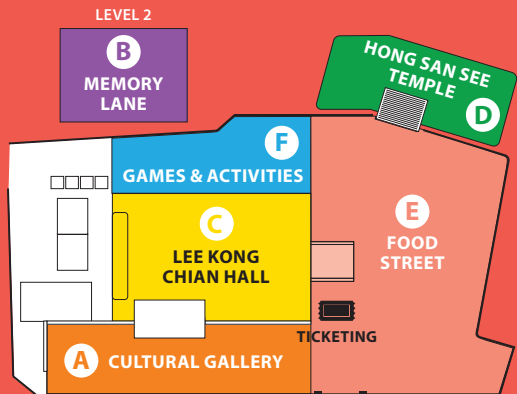 LEVEL 2
B
MEMORY
LANE
HONG SAN SEE
TEMPLE
D
F
GAMES & ACTIVITIES
C
LEE KONG
CHIAN HALL
E
FOOD
STREET
TICKETING
A CULTURAL GALLERY